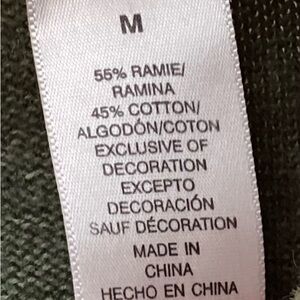 M
55% RAMIE/
RAMINA
45% COTTON/
ALGODÓN/COTON
EXCLUSIVE OF
DECORATION
EXCEPTO
DECORACIÓN
SAUF DÉCORATION
MADE IN
CHINA
HECHO EN CHINA